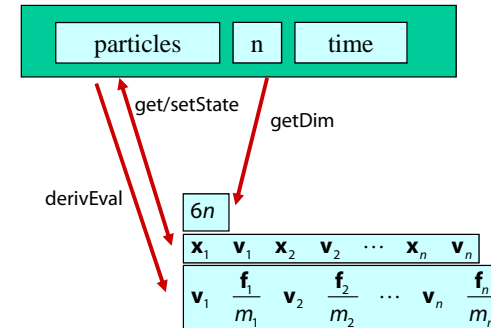 particles n time
get/setState
getDim
derivEval
6n
x₁ v₁ x₂ v₂ ⋯ xₙ vₙ
v₁ f₁/m₁ v₂ f₂/m₂ ⋯ vₙ fₙ/mₙ